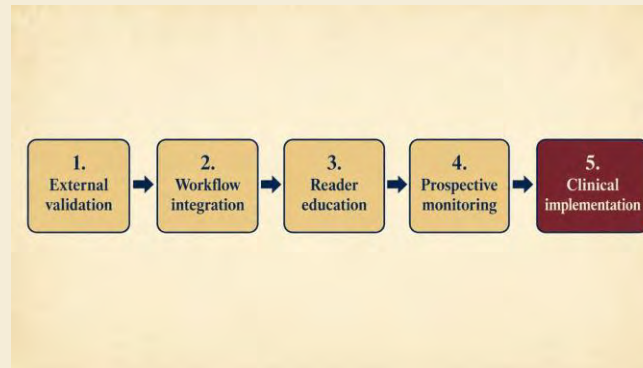 1.
External
validation
2.
Workflow
integration
3.
Reader
education
4.
Prospective
monitoring
5.
Clinical
implementation